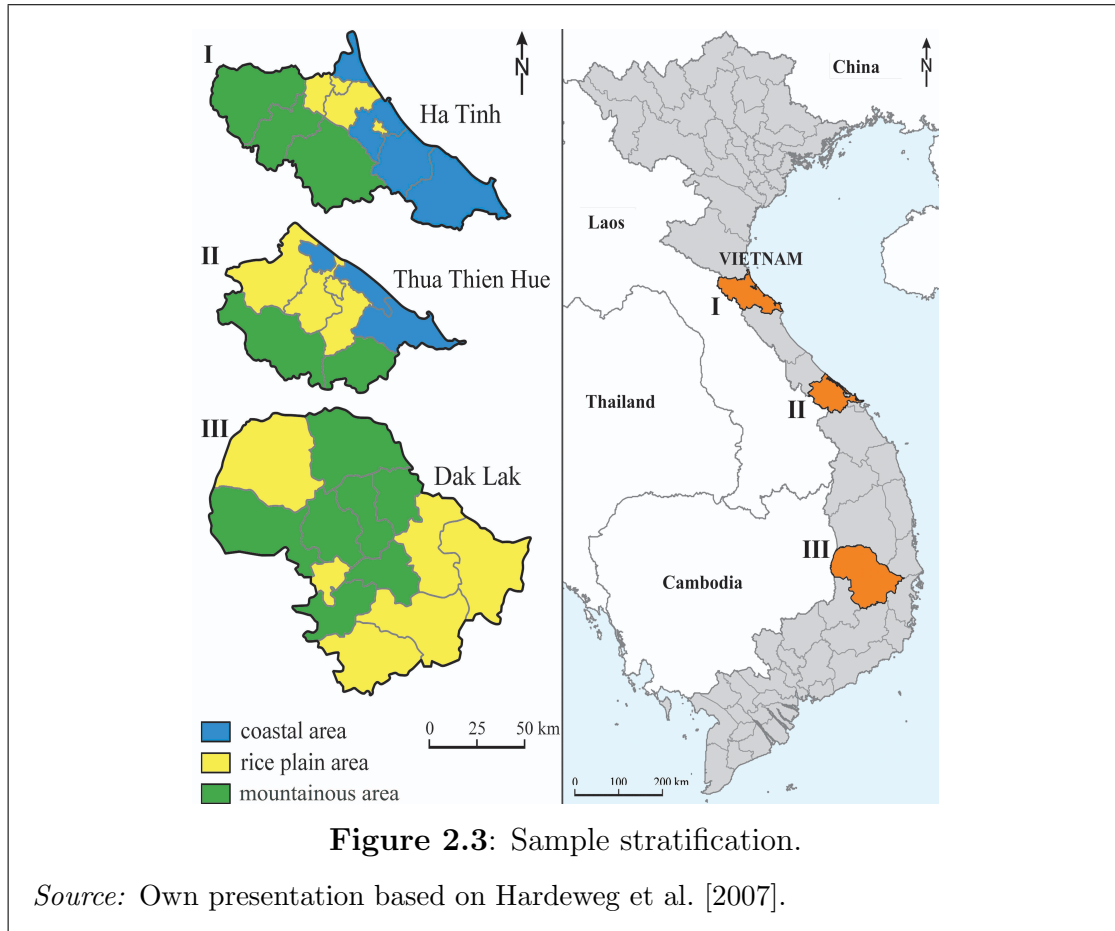 I
N
Ha Tinh
II
Thua Thien Hue
III
Dak Lak
0 25 50 km
coastal area
rice plain area
mountainous area
China
N
Laos
VIETNAM
I
Thailand
II
III
Cambodia
0 100 200 km
Figure 2.3: Sample stratification.
Source: Own presentation based on Hardeweg et al. [2007].